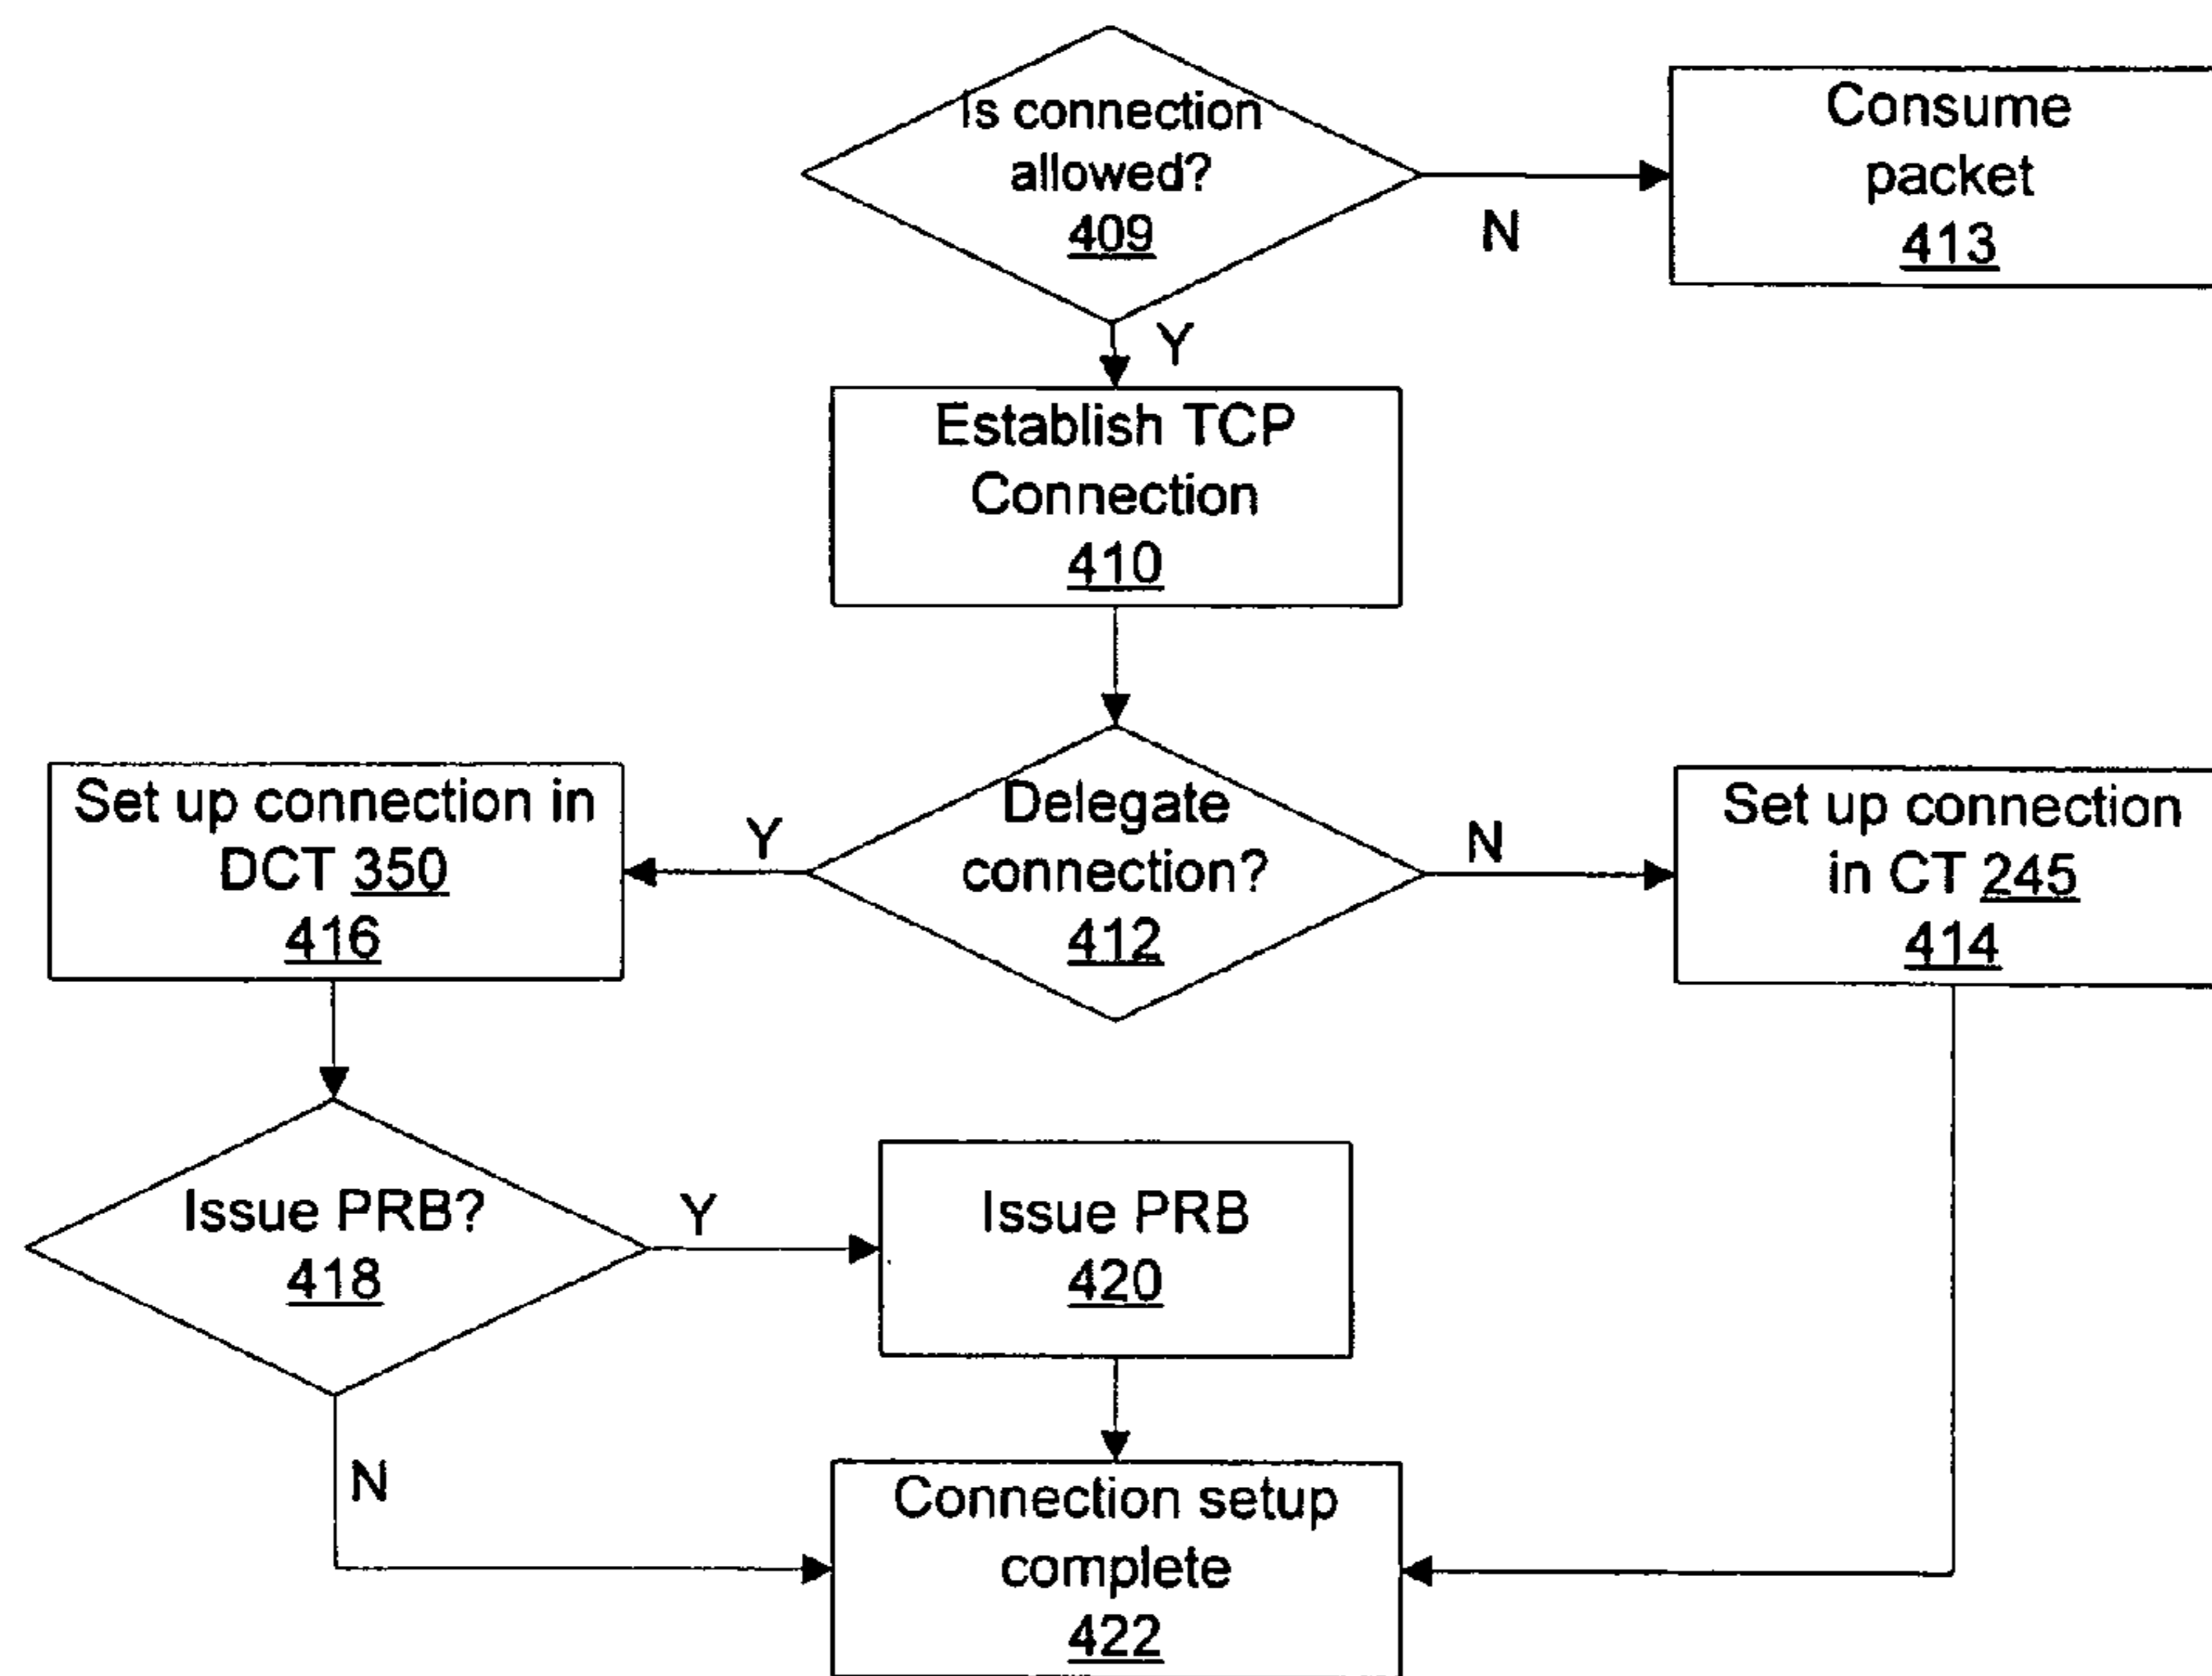 Is connection
allowed?
409
N
Consume
packet
413
Y
Establish TCP
Connection
410
Set up connection in
DCT 350
416
Y
Delegate
connection?
412
N
Set up connection
in CT 245
414
Issue PRB?
418
Y
Issue PRB
420
N
Connection setup
complete
422